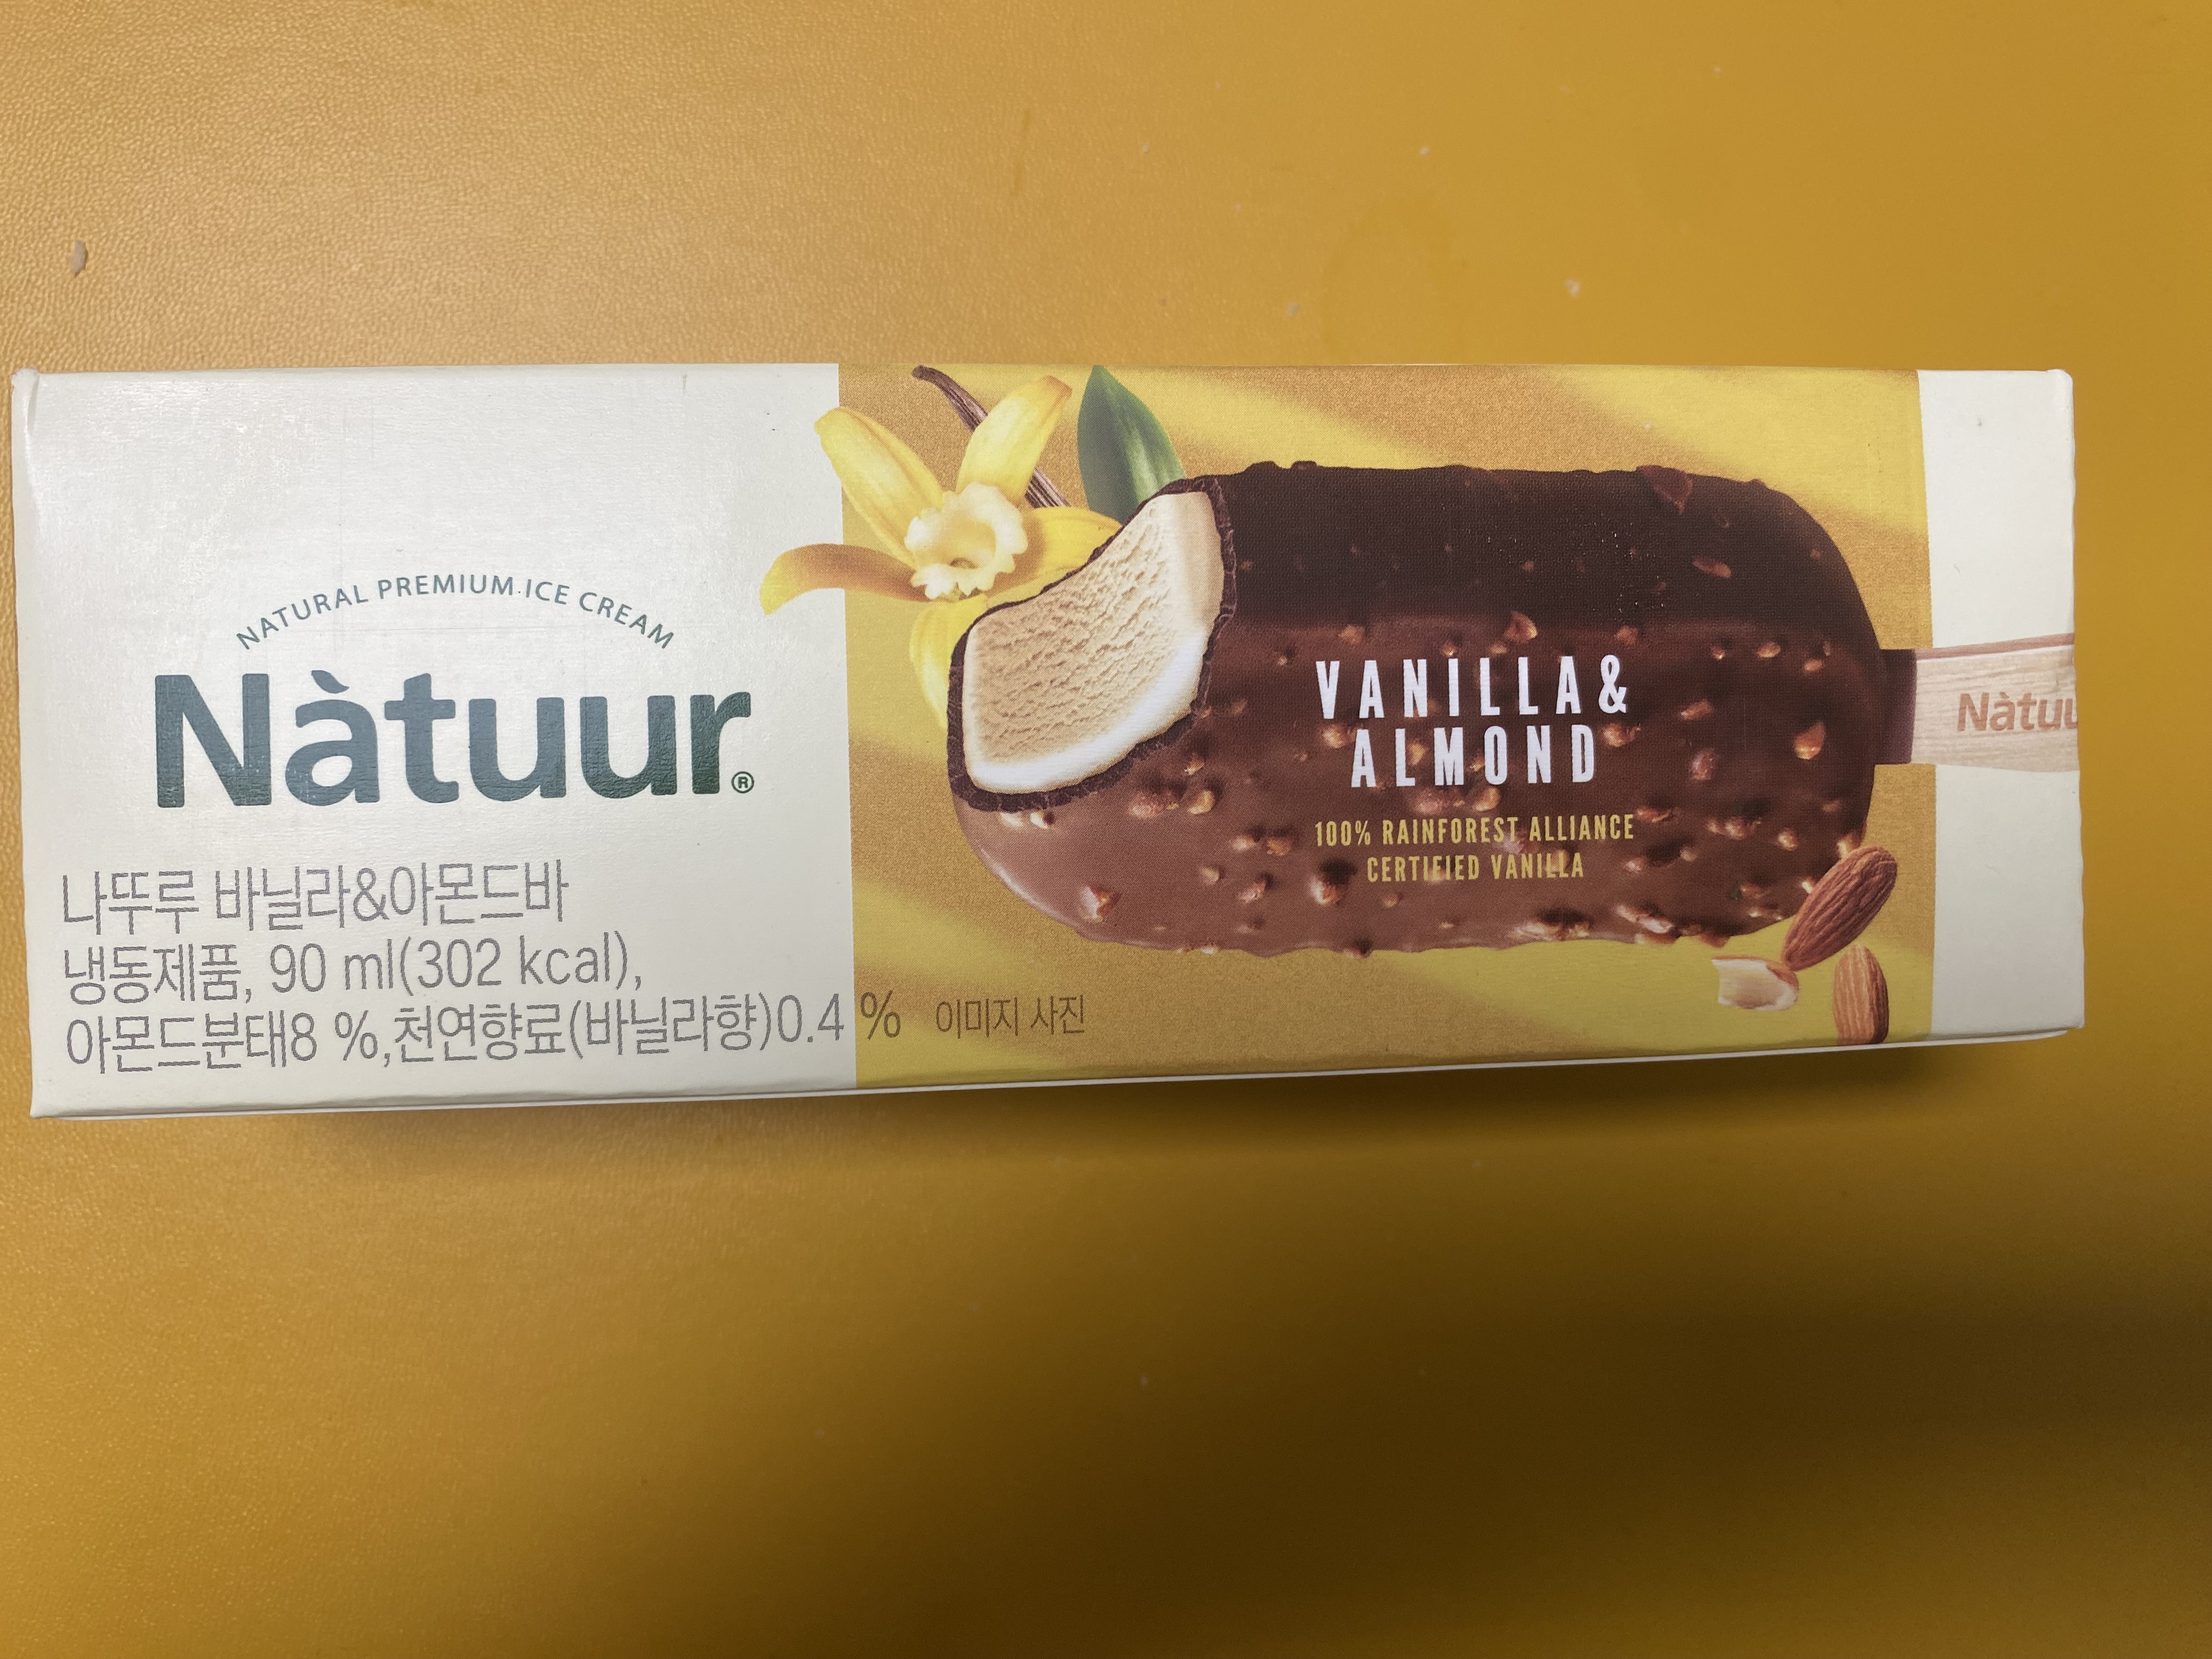 NATURAL PREMIUM ICE CREAM
Nàtuur®
나뚜루 바닐라&아몬드바
냉동제품, 90 ml(302 kcal),
아몬드분태8 %,천연향료(바닐라향)0.4 % 이미지 사진
VANILLA&
ALMOND
100% RAINFOREST ALLIANCE
CERTIFIED VANILLA
Nàtuu